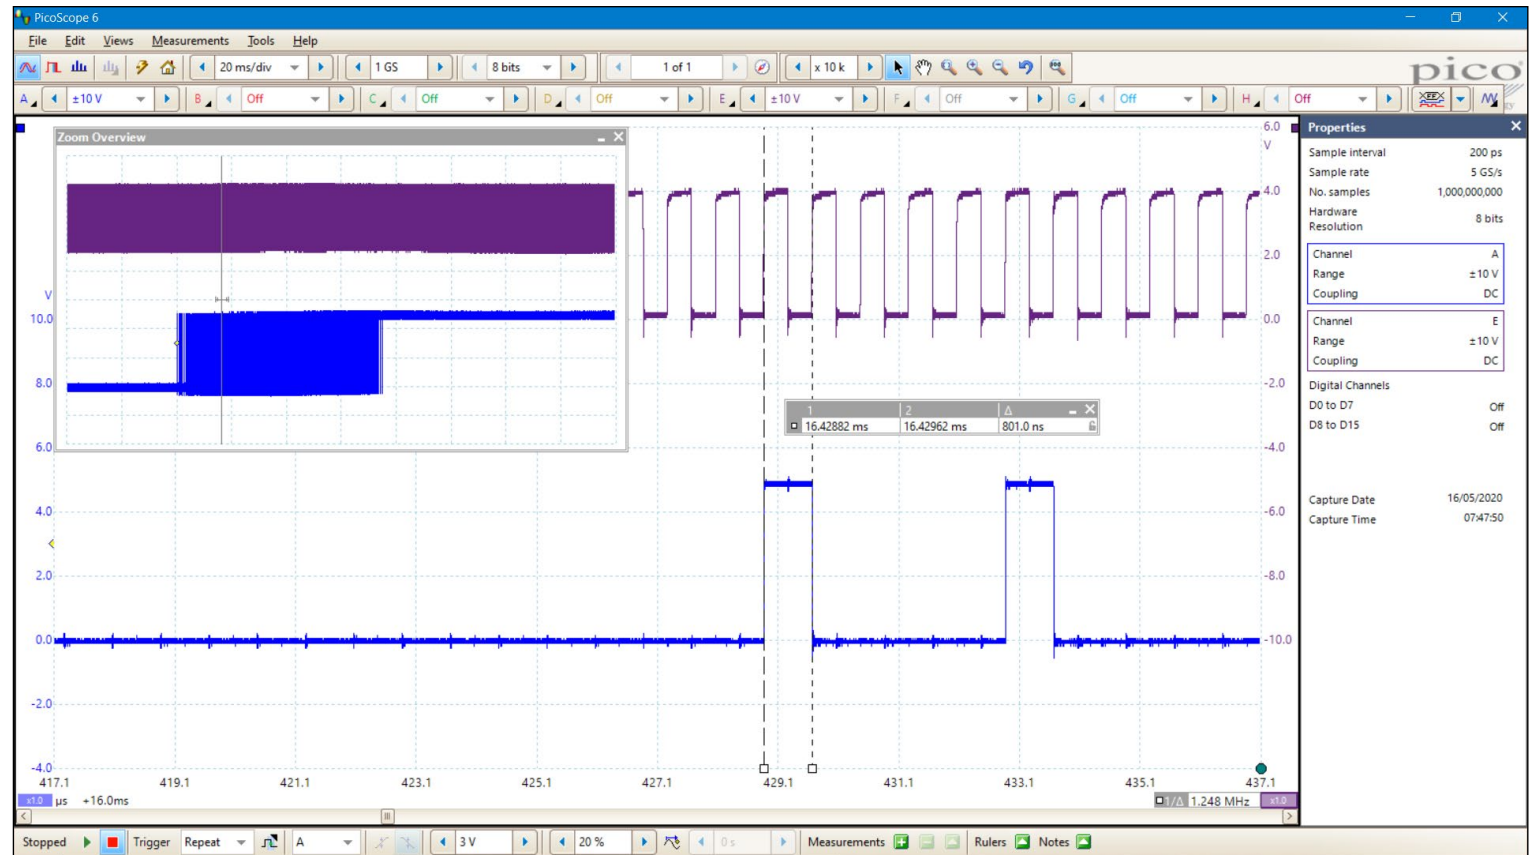 PicoScope 6
File Edit Views Measurements Tools Help
20 ms/div 1 GS 8 bits 1 of 1 x 10 k
pico
A ±10 V B Off C Off D Off E ±10 V F Off G Off H Off
Zoom Overview
6.0
V
4.0
2.0
0.0
-2.0
-4.0
-6.0
-8.0
-10.0
V
10.0
8.0
6.0
4.0
2.0
0.0
-2.0
-4.0
1 2 Δ
16.42882 ms 16.42962 ms 801.0 ns
417.1 419.1 421.1 423.1 425.1 427.1 429.1 431.1 433.1 435.1 437.1
x1.0 µs +16.0ms
1/Δ 1.248 MHz x1.0
Properties
Sample interval 200 ps
Sample rate 5 GS/s
No. samples 1,000,000,000
Hardware
Resolution 8 bits
Channel A
Range ±10 V
Coupling DC
Channel E
Range ±10 V
Coupling DC
Digital Channels
D0 to D7 Off
D8 to D15 Off
Capture Date 16/05/2020
Capture Time 07:47:50
Stopped Trigger Repeat A 3 V 20 % 0 s Measurements Rulers Notes